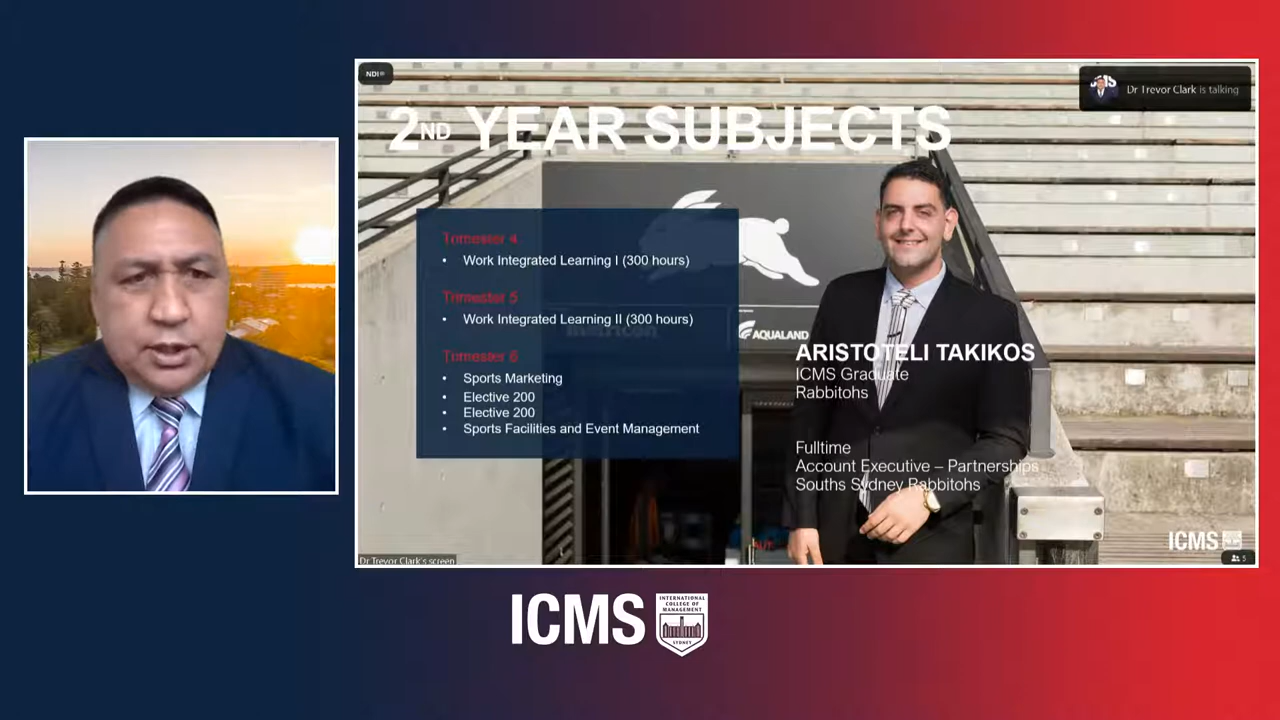 NDI®
Dr Trevor Clark is talking
2ND YEAR SUBJECTS
Trimester 4
• Work Integrated Learning I (300 hours)
Trimester 5
• Work Integrated Learning II (300 hours)
Trimester 6
• Sports Marketing
• Elective 200
• Elective 200
• Sports Facilities and Event Management
AQUALAND
ARISTOTELI TAKIKOS
ICMS Graduate
Rabbitohs
Fulltime
Account Executive – Partnerships
Souths Sydney Rabbitohs
ICMS
Dr Trevor Clark's screen
5
ICMS
INTERNATIONAL
COLLEGE OF
MANAGEMENT
SYDNEY